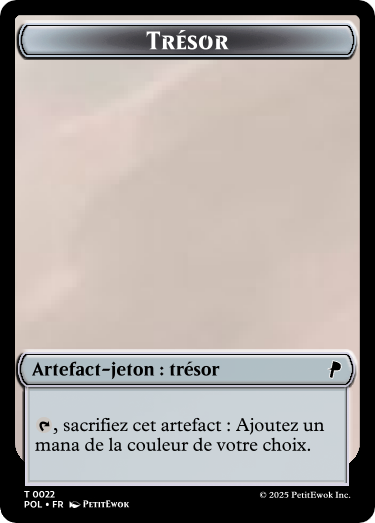 Trésor
Artefact-jeton : trésor
, sacrifiez cet artefact : Ajoutez un
mana de la couleur de votre choix.
T 0022
POL • FR PetitEwok
© 2025 PetitEwok Inc.